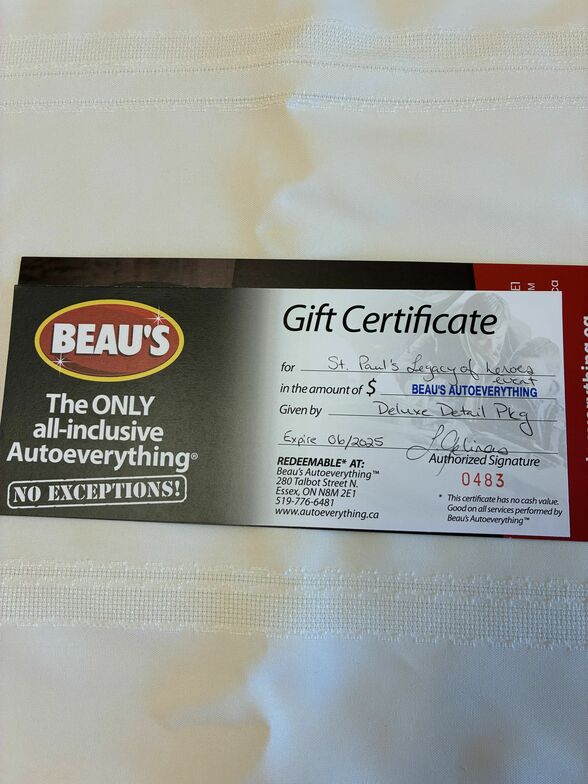 BEAU'S
The ONLY
all-inclusive
Autoeverything®
NO EXCEPTIONS!
Gift Certificate
for St. Paul's Legacy of heroes
event
in the amount of $ BEAU'S AUTOEVERYTHING
Given by Deluxe Detail Pkg
Expire 06/2025
Authorized Signature
0483
REDEEMABLE* AT:
Beau's Autoeverything™
280 Talbot Street N.
Essex, ON N8M 2E1
519-776-6481
www.autoeverything.ca
* This certificate has no cash value.
Good on all services performed by
Beau's Autoeverything™